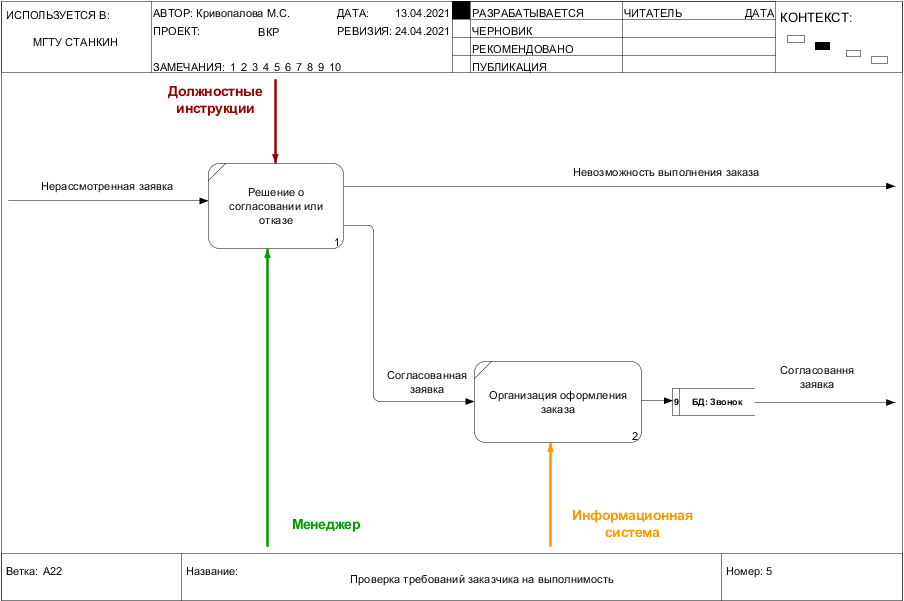 ИСПОЛЬЗУЕТСЯ В:
МГТУ СТАНКИН
АВТОР: Кривопалова М.С.
ДАТА: 13.04.2021
ПРОЕКТ: ВКР
РЕВИЗИЯ: 24.04.2021
ЗАМЕЧАНИЯ: 1 2 3 4 5 6 7 8 9 10
РАЗРАБАТЫВАЕТСЯ
ЧЕРНОВИК
РЕКОМЕНДОВАНО
ПУБЛИКАЦИЯ
ЧИТАТЕЛЬ ДАТА
КОНТЕКСТ:
Должностные
инструкции
Нерассмотренная заявка
Решение о
согласовании или
отказе
1
Невозможность выполнения заказа
Согласованная
заявка
Организация оформления
заказа
2
9 БД: Звонок
Согласовання
заявка
Менеджер
Информационная
система
Ветка: A22
Название:
Проверка требований заказчика на выполнимость
Номер: 5